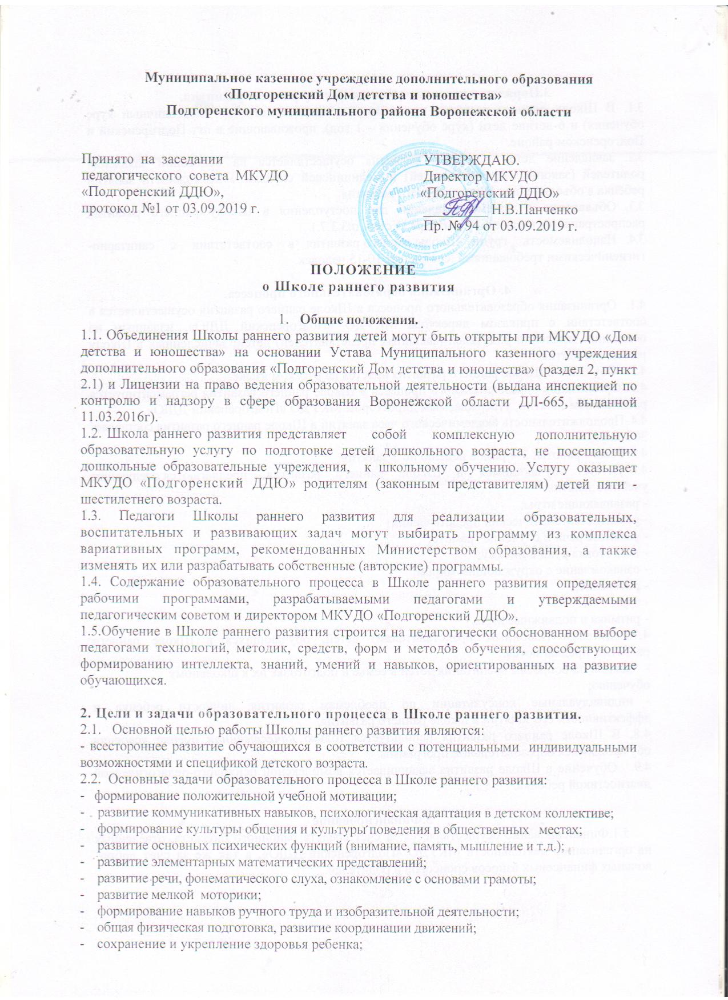 Муниципальное казенное учреждение дополнительного образования
«Подгоренский Дом детства и юношества»
Подгоренского муниципального района Воронежской области
Принято на заседании
педагогического совета МКУДО
«Подгоренский ДДЮ»,
протокол №1 от 03.09.2019 г.
УТВЕРЖДАЮ.
Директор МКУДО
«Подгоренский ДДЮ»
_________ Н.В.Панченко
Пр. № 94 от 03.09.2019 г.
ПОЛОЖЕНИЕ
о Школе раннего развития
1. Общие положения.
1.1. Объединения Школы раннего развития детей могут быть открыты при МКУДО «Дом
детства и юношества» на основании Устава Муниципального казенного учреждения
дополнительного образования «Подгоренский Дом детства и юношества» (раздел 2, пункт
2.1) и Лицензии на право ведения образовательной деятельности (выдана инспекцией по
контролю и надзору в сфере образования Воронежской области ДЛ-665, выданной
11.03.2016г).
1.2. Школа раннего развития представляет собой комплексную дополнительную
образовательную услугу по подготовке детей дошкольного возраста, не посещающих
дошкольные образовательные учреждения, к школьному обучению. Услугу оказывает
МКУДО «Подгоренский ДДЮ» родителям (законным представителям) детей пяти -
шестилетнего возраста.
1.3. Педагоги Школы раннего развития для реализации образовательных,
воспитательных и развивающих задач могут выбирать программу из комплекса
вариативных программ, рекомендованных Министерством образования, а также
изменять их или разрабатывать собственные (авторские) программы.
1.4. Содержание образовательного процесса в Школе раннего развития определяется
рабочими программами, разрабатываемыми педагогами и утверждаемыми
педагогическим советом и директором МКУДО «Подгоренский ДДЮ».
1.5.Обучение в Школе раннего развития строится на педагогически обоснованном выборе
педагогами технологий, методик, средств, форм и методов обучения, способствующих
формированию интеллекта, знаний, умений и навыков, ориентированных на развитие
обучающихся.
2. Цели и задачи образовательного процесса в Школе раннего развития.
2.1. Основной целью работы Школы раннего развития являются:
- всестороннее развитие обучающихся в соответствии с потенциальными индивидуальными
возможностями и спецификой детского возраста.
2.2. Основные задачи образовательного процесса в Школе раннего развития:
- формирование положительной учебной мотивации;
- развитие коммуникативных навыков, психологическая адаптация в детском коллективе;
- формирование культуры общения и культуры поведения в общественных местах;
- развитие основных психических функций (внимание, память, мышление и т.д.);
- развитие элементарных математических представлений;
- развитие речи, фонематического слуха, ознакомление с основами грамоты;
- развитие мелкой моторики;
- формирование навыков ручного труда и изобразительной деятельности;
- общая физическая подготовка, развитие координации движений;
- сохранение и укрепление здоровья ребенка;